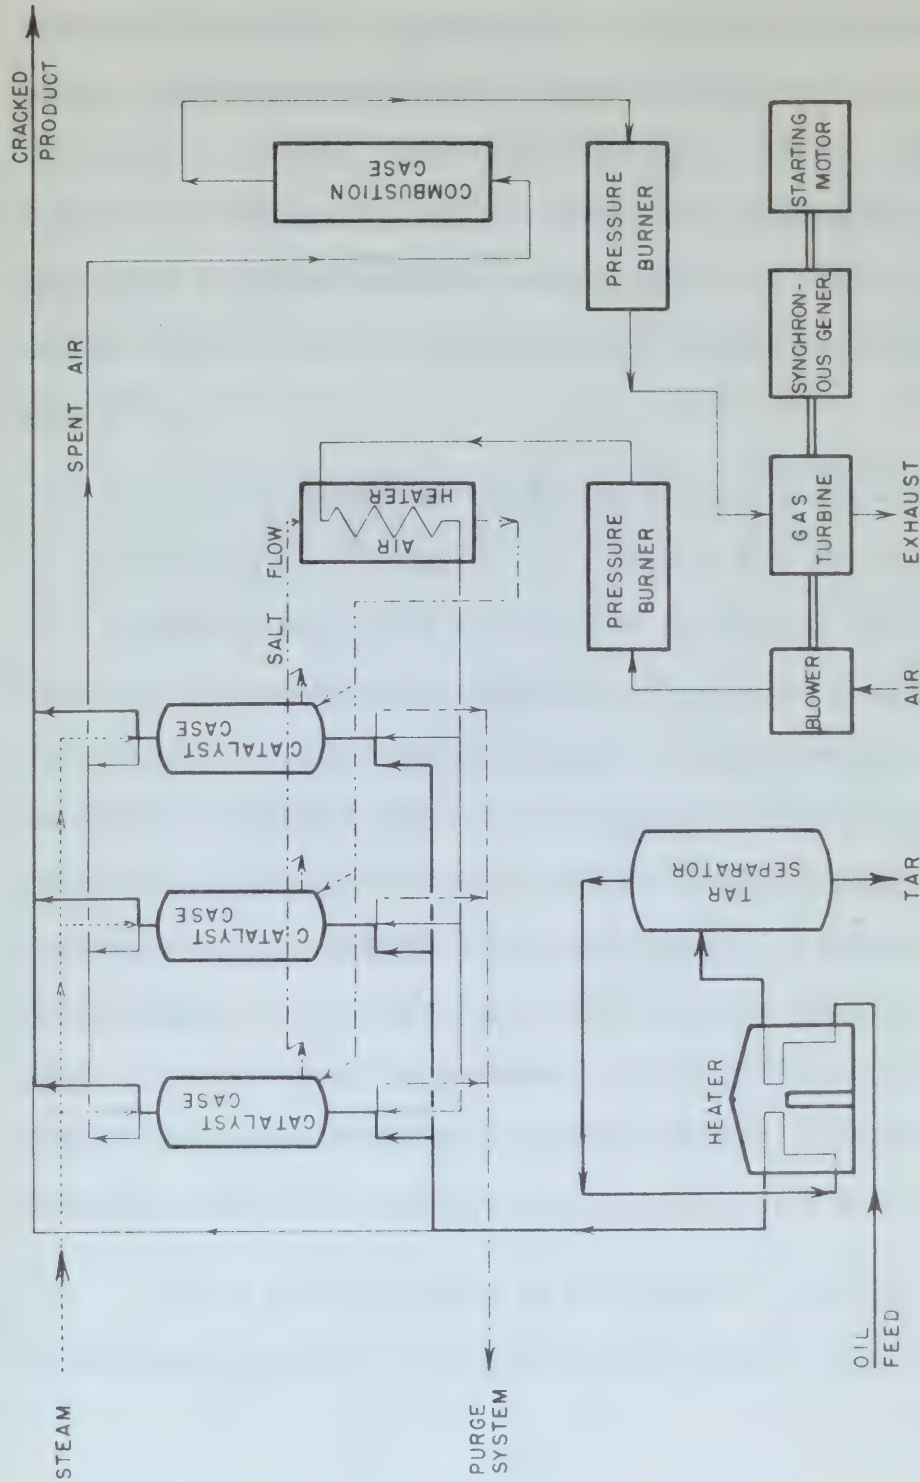 CRACKED
PRODUCT
SPENT AIR
STEAM
CATALYST
CASE
CATALYST
CASE
CATALYST
CASE
SALT FLOW
AIR
HEATER
COMBUSTION
CASE
PRESSURE
BURNER
PRESSURE
BURNER
PURGE
SYSTEM
HEATER
TAR
SEPARATOR
BLOWER
GAS
TURBINE
SYNCHRON-
OUS GENER.
STARTING
MOTOR
OIL
FEED
TAR
AIR
EXHAUST